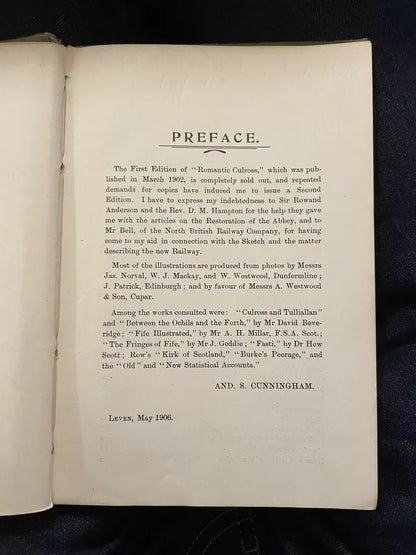 PREFACE.
The First Edition of "Romantic Culross," which was pub-
lished in March 1902, is completely sold out, and repeated
demands for copies have induced me to issue a Second
Edition. I have to express my indebtedness to Sir Rowand
Anderson and the Rev. D. M. Hampton for the help they gave
me with the articles on the Restoration of the Abbey, and to
Mr Bell, of the North British Railway Company, for having
come to my aid in connection with the Sketch and the matter
describing the new Railway.
Most of the illustrations are produced from photos by Messrs
Jas. Norval, W. J. Mackay, and W. Westwood, Dunfermline;
J. Patrick, Edinburgh; and by favour of Messrs A. Westwood
& Son, Cupar.
Among the works consulted were: "Culross and Tulliallan"
and "Between the Ochils and the Forth," by Mr David Beve-
ridge; "Fife Illustrated," by Mr A. H. Millar, F.S.A. Scot.;
"The Fringes of Fife," by Mr J. Geddie; "Fasti," by Dr Hew
Scott; Row's "Kirk of Scotland," "Burke's Peerage," and
the "Old" and "New Statistical Accounts."
AND. S. CUNNINGHAM.
LEVEN, May 1906.